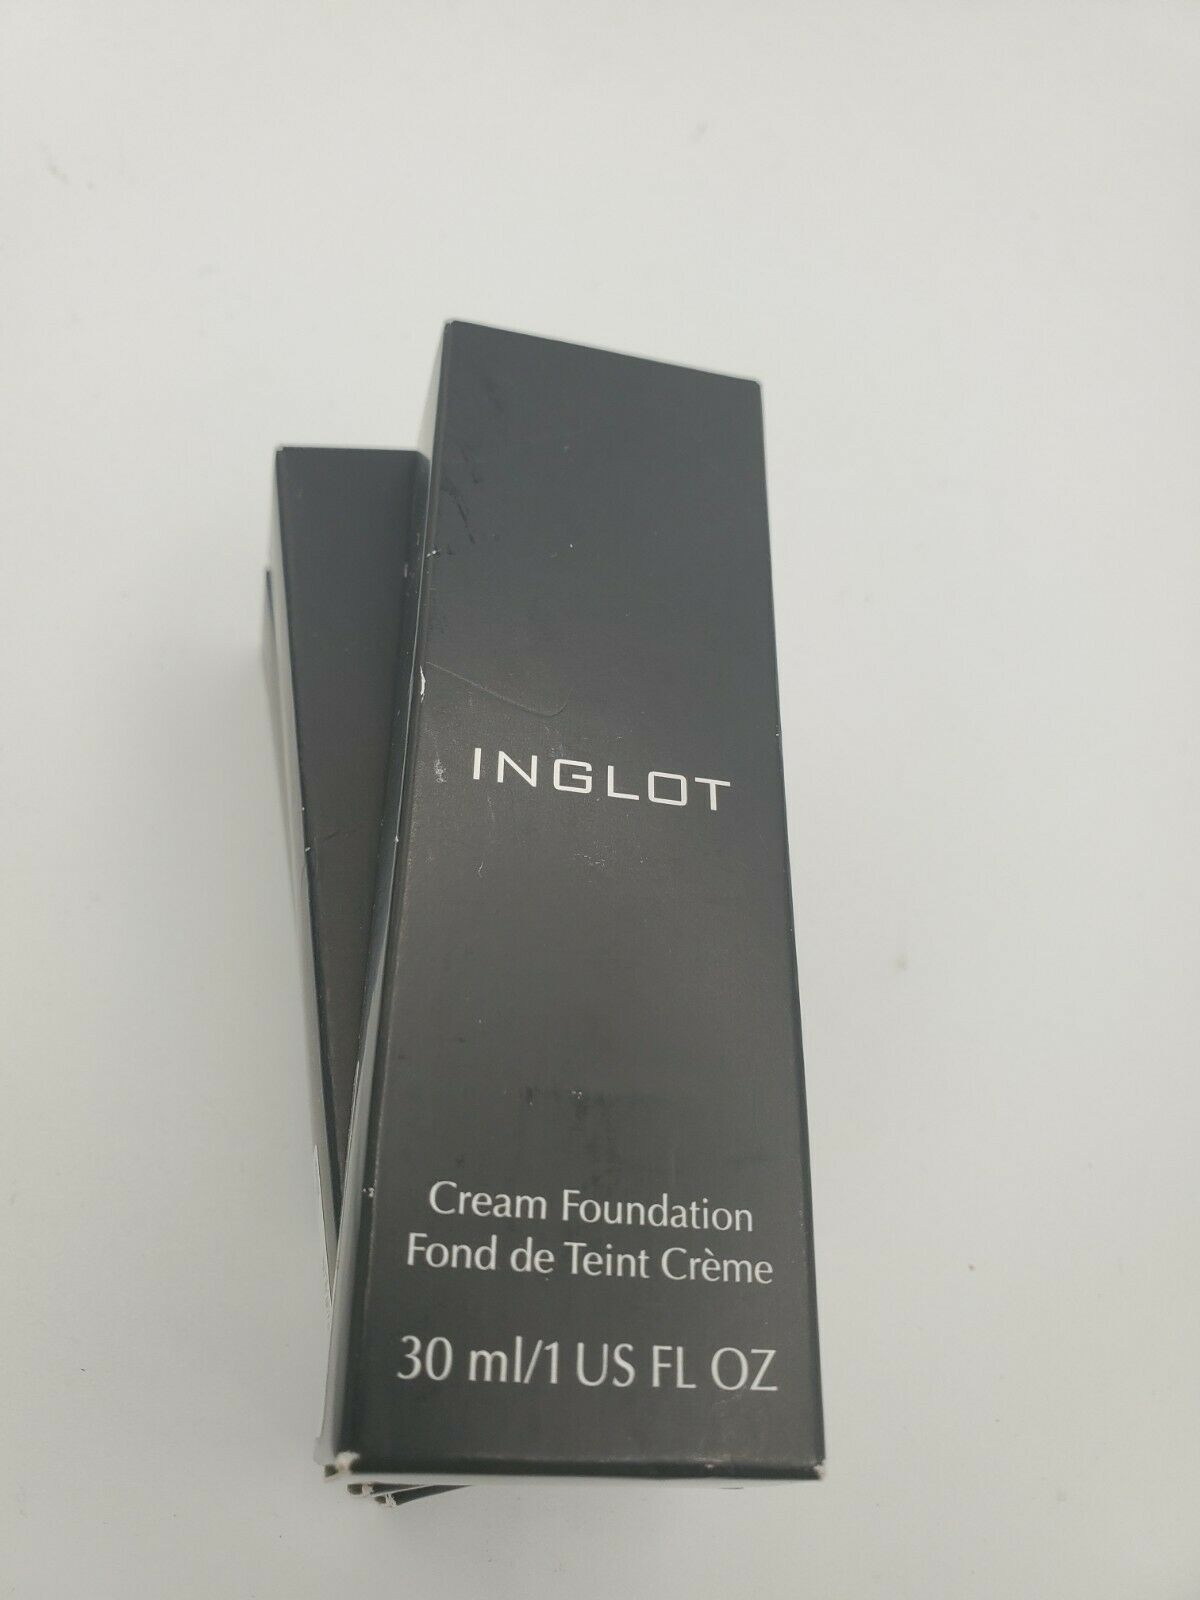 INGLOT
Cream Foundation
Fond de Teint Crème
30 ml/1 US FL OZ